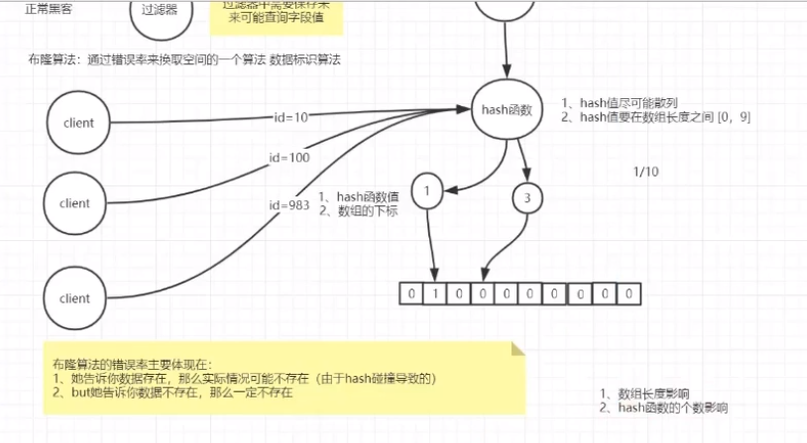 正常黑客
过滤器
过滤器中需要保存未
来可能查询字段值
布隆算法：通过错误率来换取空间的一个算法 数据标识算法
client
id=10
hash函数
1、hash值尽可能散列
2、hash值要在数组长度之间 [0，9]
id=100
1/10
client
1、hash函数值
2、数组的下标
id=983
1
3
client
0 1 0 0 0 0 0 0 0 0
布隆算法的错误率主要体现在：
1、她告诉你数据存在，那么实际情况可能不存在（由于hash碰撞导致的）
2、but她告诉你数据不存在，那么一定不存在
1、数组长度影响
2、hash函数的个数影响